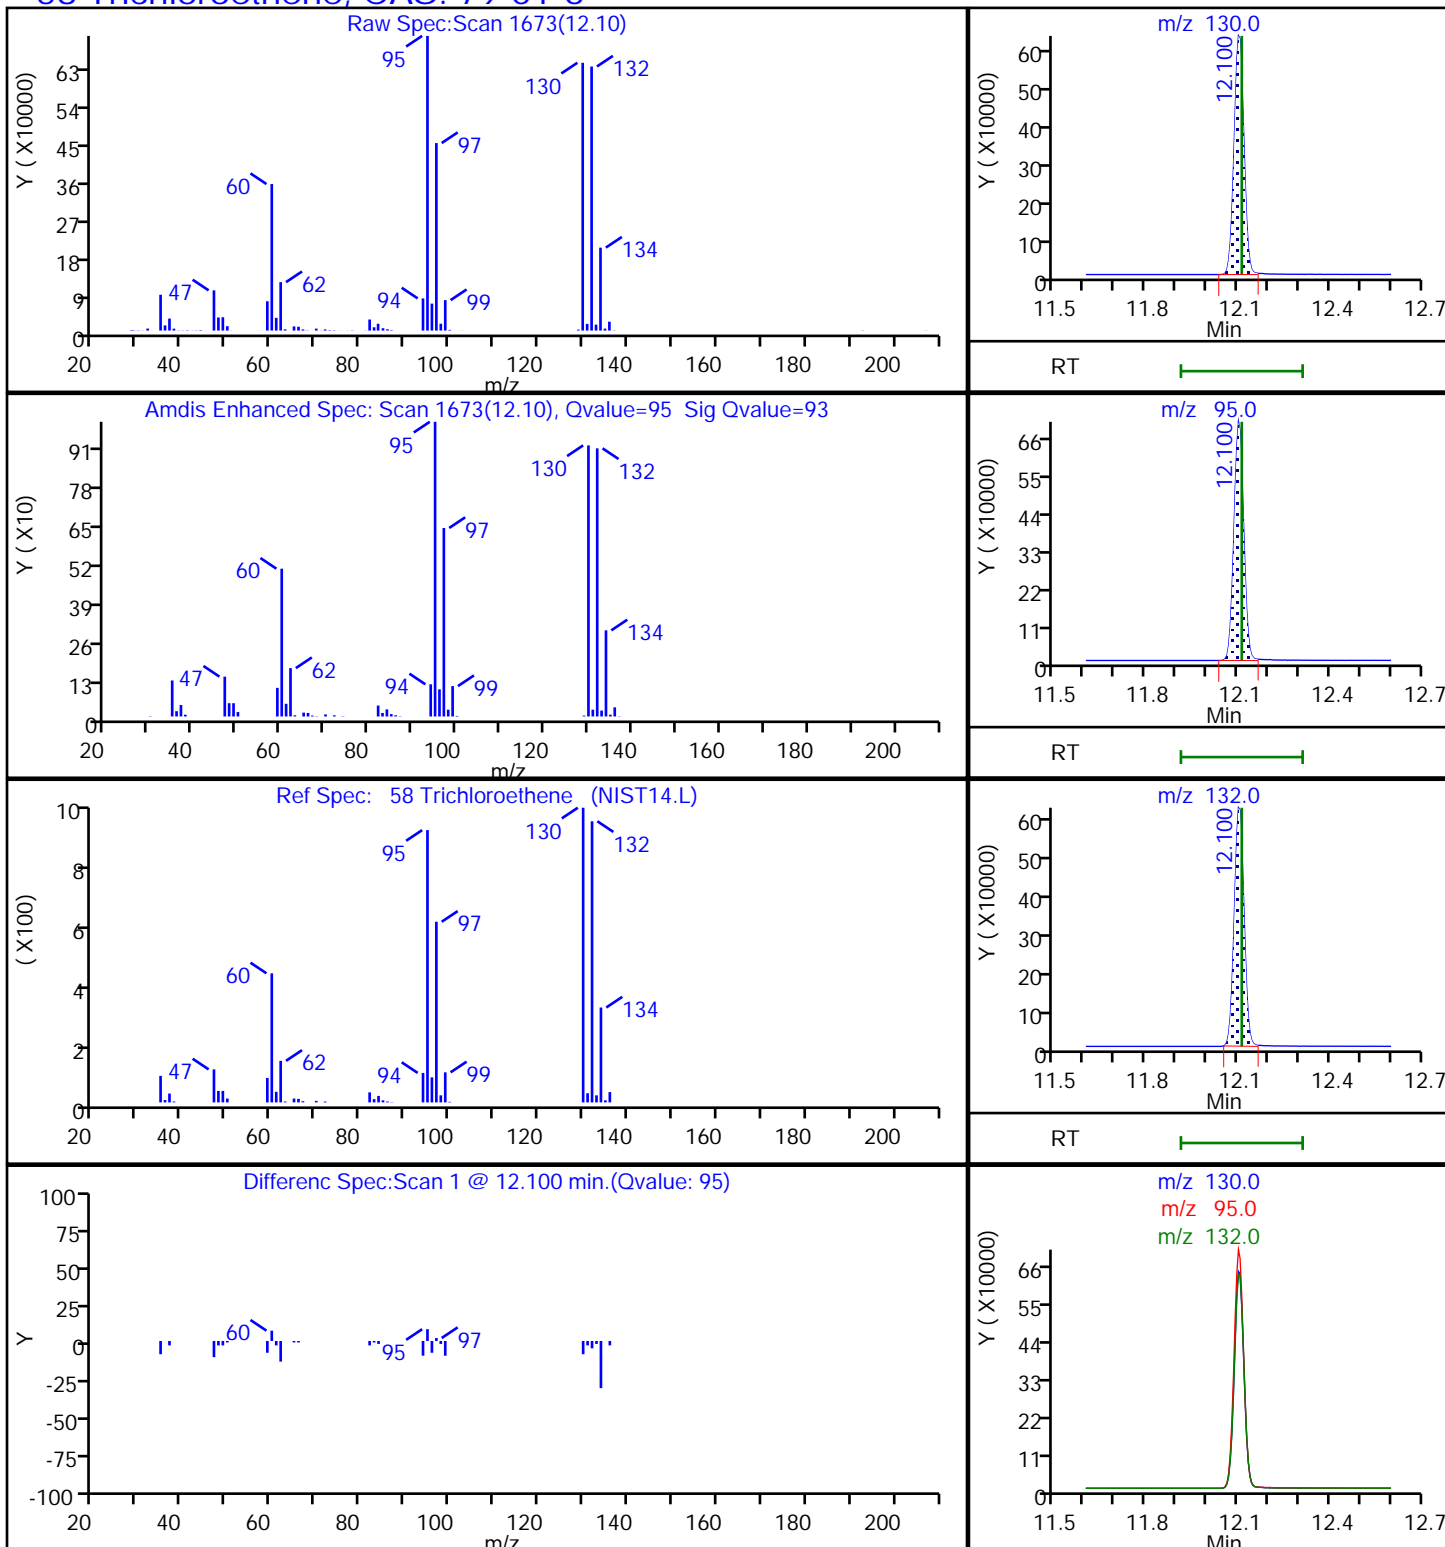 58 Trichloroethene, CAS: 79-01-6
Raw Spec:Scan 1673(12.10)
Y ( X10000)
63
54
45
36
27
18
9
0
95
130
132
97
60
134
47
62
94
99
20 40 60 80 100 120 140 160 180 200
m/z
m/z 130.0
Y ( X10000)
60
50
40
30
20
10
0
12.100
11.5 11.8 12.1 12.4 12.7
Min
RT
Amdis Enhanced Spec: Scan 1673(12.10), Qvalue=95 Sig Qvalue=93
Y ( X10)
91
78
65
52
39
26
13
0
95
130
132
97
60
134
47
62
94
99
20 40 60 80 100 120 140 160 180 200
m/z
m/z 95.0
Y ( X10000)
66
55
44
33
22
11
0
12.100
11.5 11.8 12.1 12.4 12.7
Min
RT
Ref Spec: 58 Trichloroethene (NIST14.L)
( X100)
10
8
6
4
2
0
130
95
132
97
60
134
47
62
94
99
20 40 60 80 100 120 140 160 180 200
m/z 132.0
Y ( X10000)
60
50
40
30
20
10
0
12.100
11.5 11.8 12.1 12.4 12.7
Min
RT
Differenc Spec:Scan 1 @ 12.100 min.(Qvalue: 95)
Y
100
75
50
25
0
-25
-50
-75
-100
60
95
97
20 40 60 80 100 120 140 160 180 200
m/z
m/z 130.0
m/z 95.0
m/z 132.0
Y ( X10000)
66
55
44
33
22
11
0
11.5 11.8 12.1 12.4 12.7
Min